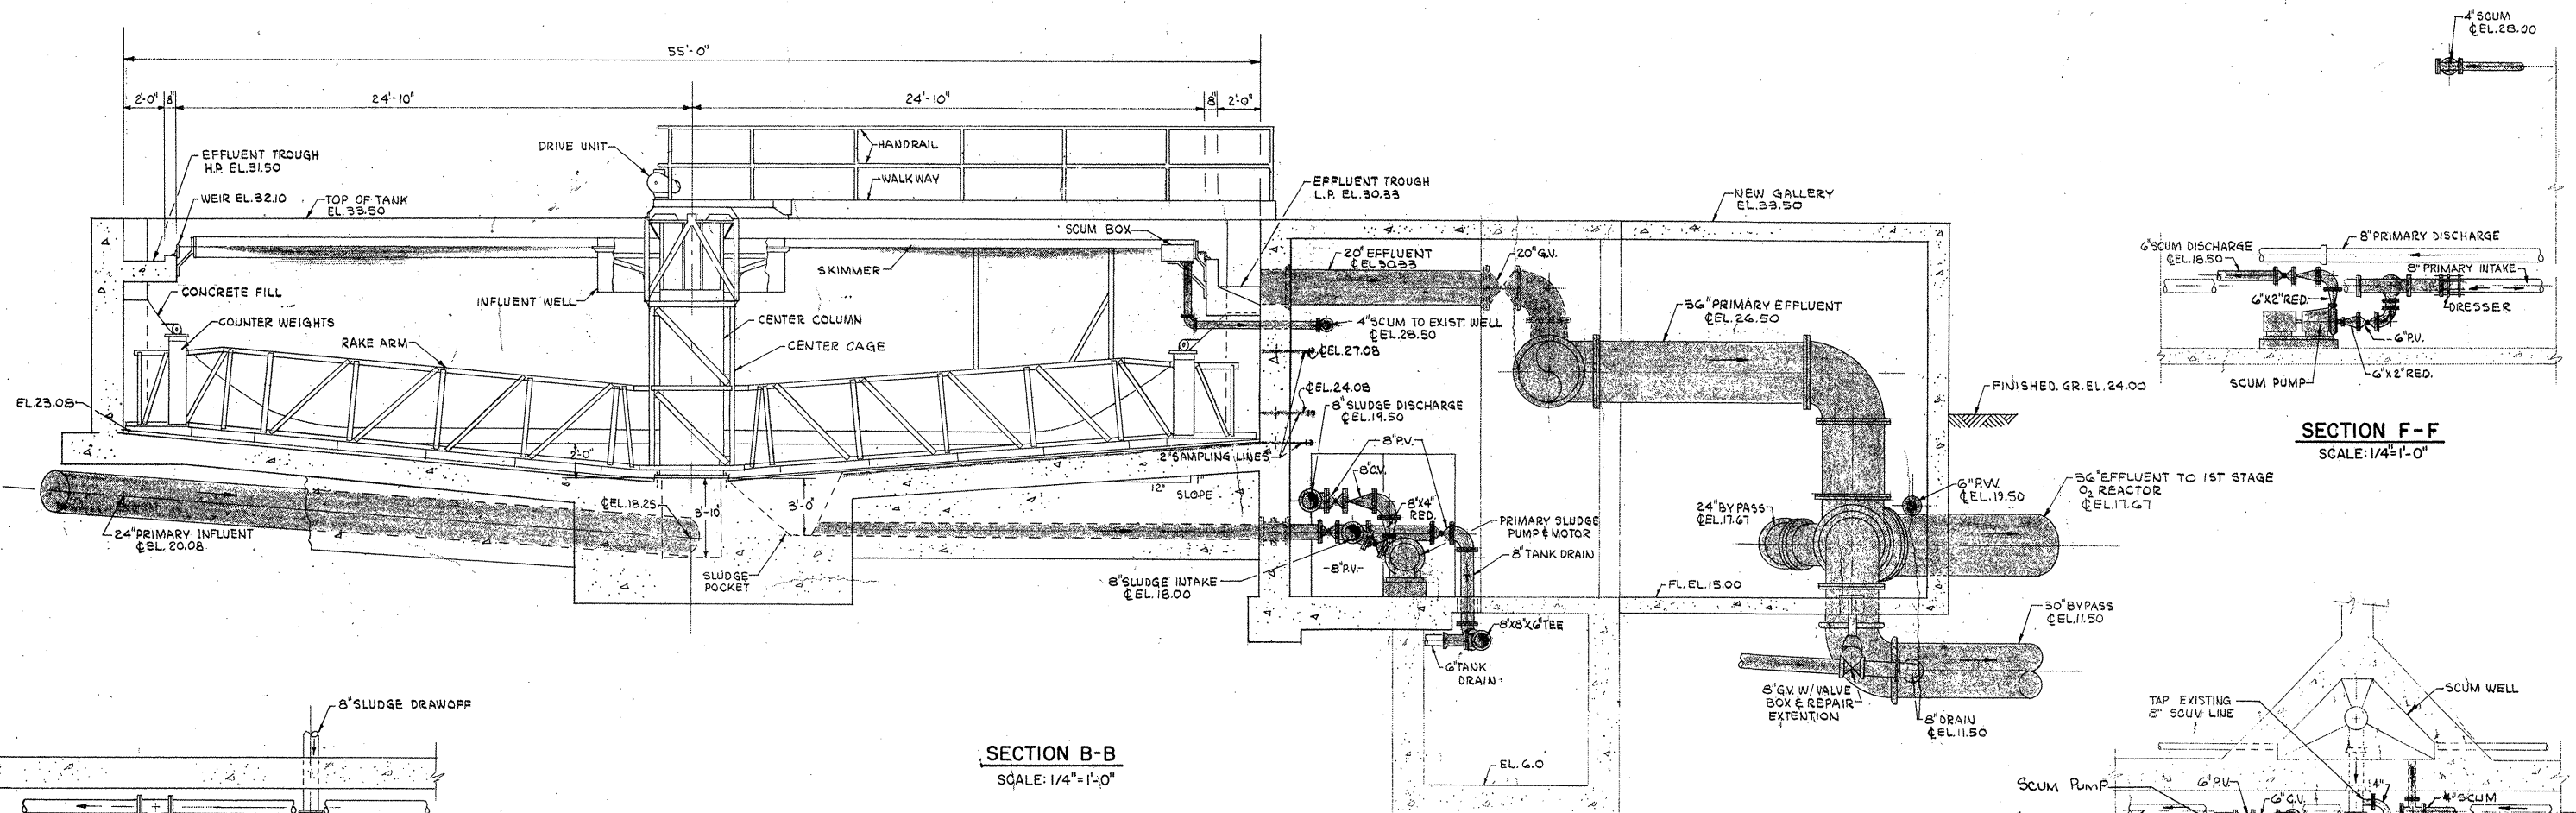 4" SCUM
℄ EL. 28.00
55'-0"
2'-0"
8"
24'-10"
24'-10"
8"
2'-0"
EFFLUENT TROUGH
H.P. EL.31.50
DRIVE UNIT
HANDRAIL
WALKWAY
EFFLUENT TROUGH
L.P. EL.30.33
WEIR EL.32.10
TOP OF TANK
EL.33.50
NEW GALLERY
EL.33.50
SCUM BOX
SKIMMER
20" EFFLUENT
℄ EL.30.33
20" G.V.
CONCRETE FILL
INFLUENT WELL
36" PRIMARY EFFLUENT
℄ EL.26.50
COUNTER WEIGHTS
CENTER COLUMN
4" SCUM TO EXIST. WELL
℄ EL.28.50
RAKE ARM
CENTER CAGE
℄ EL.27.08
EL.23.08
℄ EL.24.08
8" SLUDGE DISCHARGE
℄ EL.19.50
FINISHED. GR. EL. 24.00
8" P.V.
2'-0"
2" SAMPLING LINES
8" C.V.
12"
1"
SLOPE
℄ EL.18.25
3'-10"
3'-0"
8"X4"
RED.
6" P.W.
℄ EL.19.50
36" EFFLUENT TO 1ST STAGE
O2 REACTOR
℄ EL.17.67
24" BYPASS
℄ EL.17.67
24" PRIMARY INFLUENT
℄ EL. 20.08
PRIMARY SLUDGE
PUMP & MOTOR
8" TANK DRAIN
SLUDGE
POCKET
8" P.V.
8" SLUDGE INTAKE
℄ EL.18.00
FL. EL. 15.00
30" BYPASS
℄ EL.11.50
8"X8"X6" TEE
6" TANK
DRAIN
8" G.V. W/ VALVE
BOX & REPAIR
EXTENTION
8" DRAIN
℄ EL.11.50
EL. 6.0
SECTION B-B
SCALE: 1/4"=1'-0"
8" SLUDGE DRAWOFF
6" SCUM DISCHARGE
℄ EL.18.50
8" PRIMARY DISCHARGE
8" PRIMARY INTAKE
6"X2" RED.
DRESSER
6" P.V.
SCUM PUMP
6"X2" RED.
SECTION F-F
SCALE: 1/4"=1'-0"
TAP EXISTING
8" SCUM LINE
SCUM WELL
SCUM PUMP
6" P.V.
6" C.V.
4"
4" SCUM